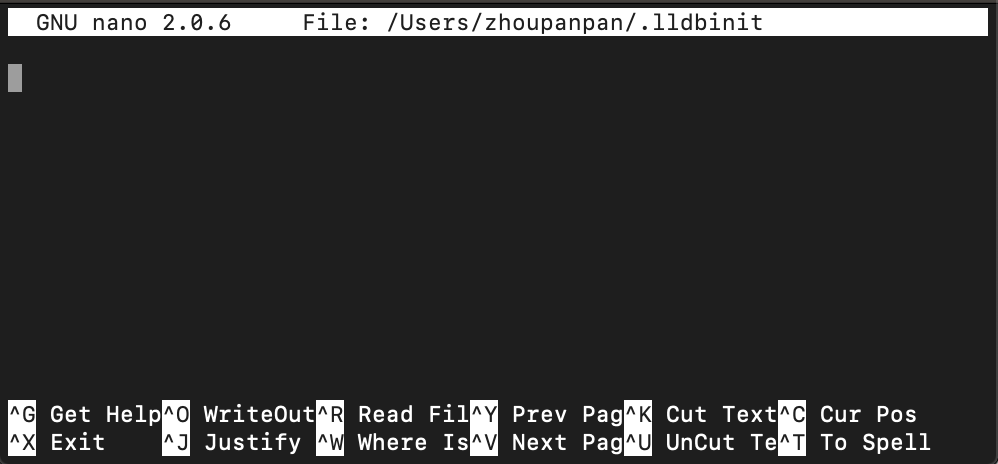 GNU nano 2.0.6 File: /Users/zhoupanpan/.lldbinit
^G Get Help^O WriteOut^R Read Fil^Y Prev Pag^K Cut Text^C Cur Pos
^X Exit ^J Justify ^W Where Is^V Next Pag^U UnCut Te^T To Spell